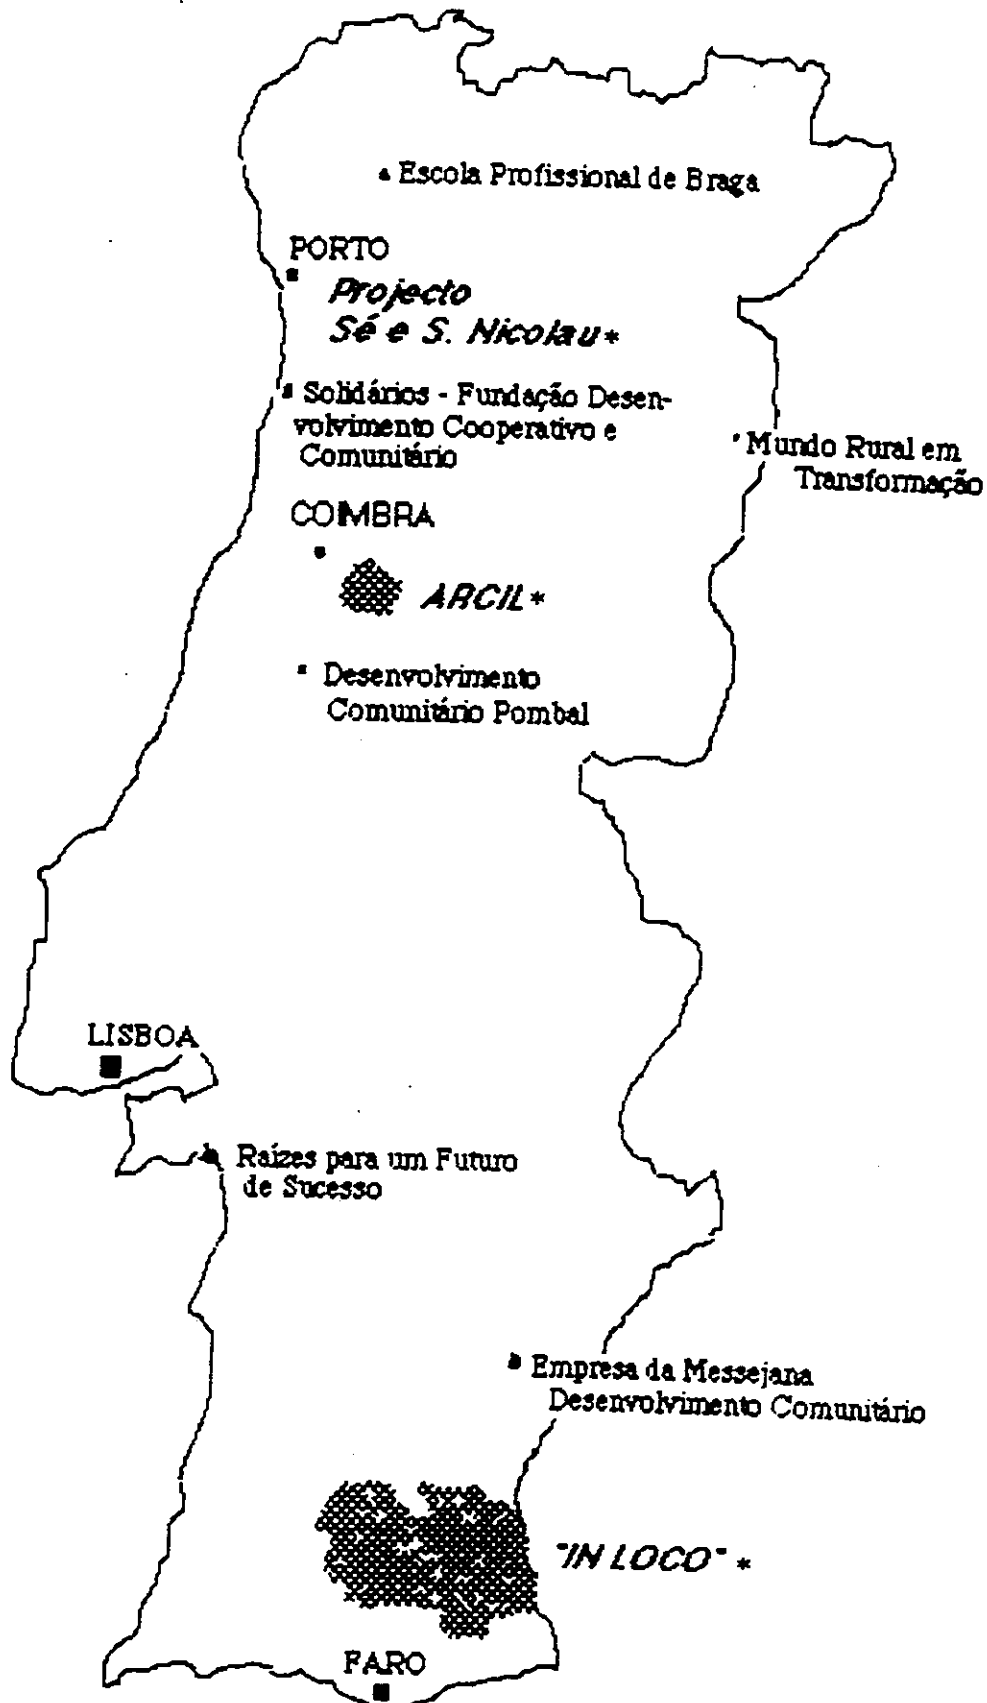 Escola Profissional de Braga
PORTO
Projecto
Sé e S. Nicolau *
Solidários - Fundação Desen-
volvimento Cooperativo e
Comunitário
Mundo Rural em
Transformação
COIMBRA
ARCIL *
Desenvolvimento
Comunitário Pombal
LISBOA
Raízes para um Futuro
de Sucesso
Empresa da Messejana
Desenvolvimento Comunitário
"IN LOCO" *
FARO